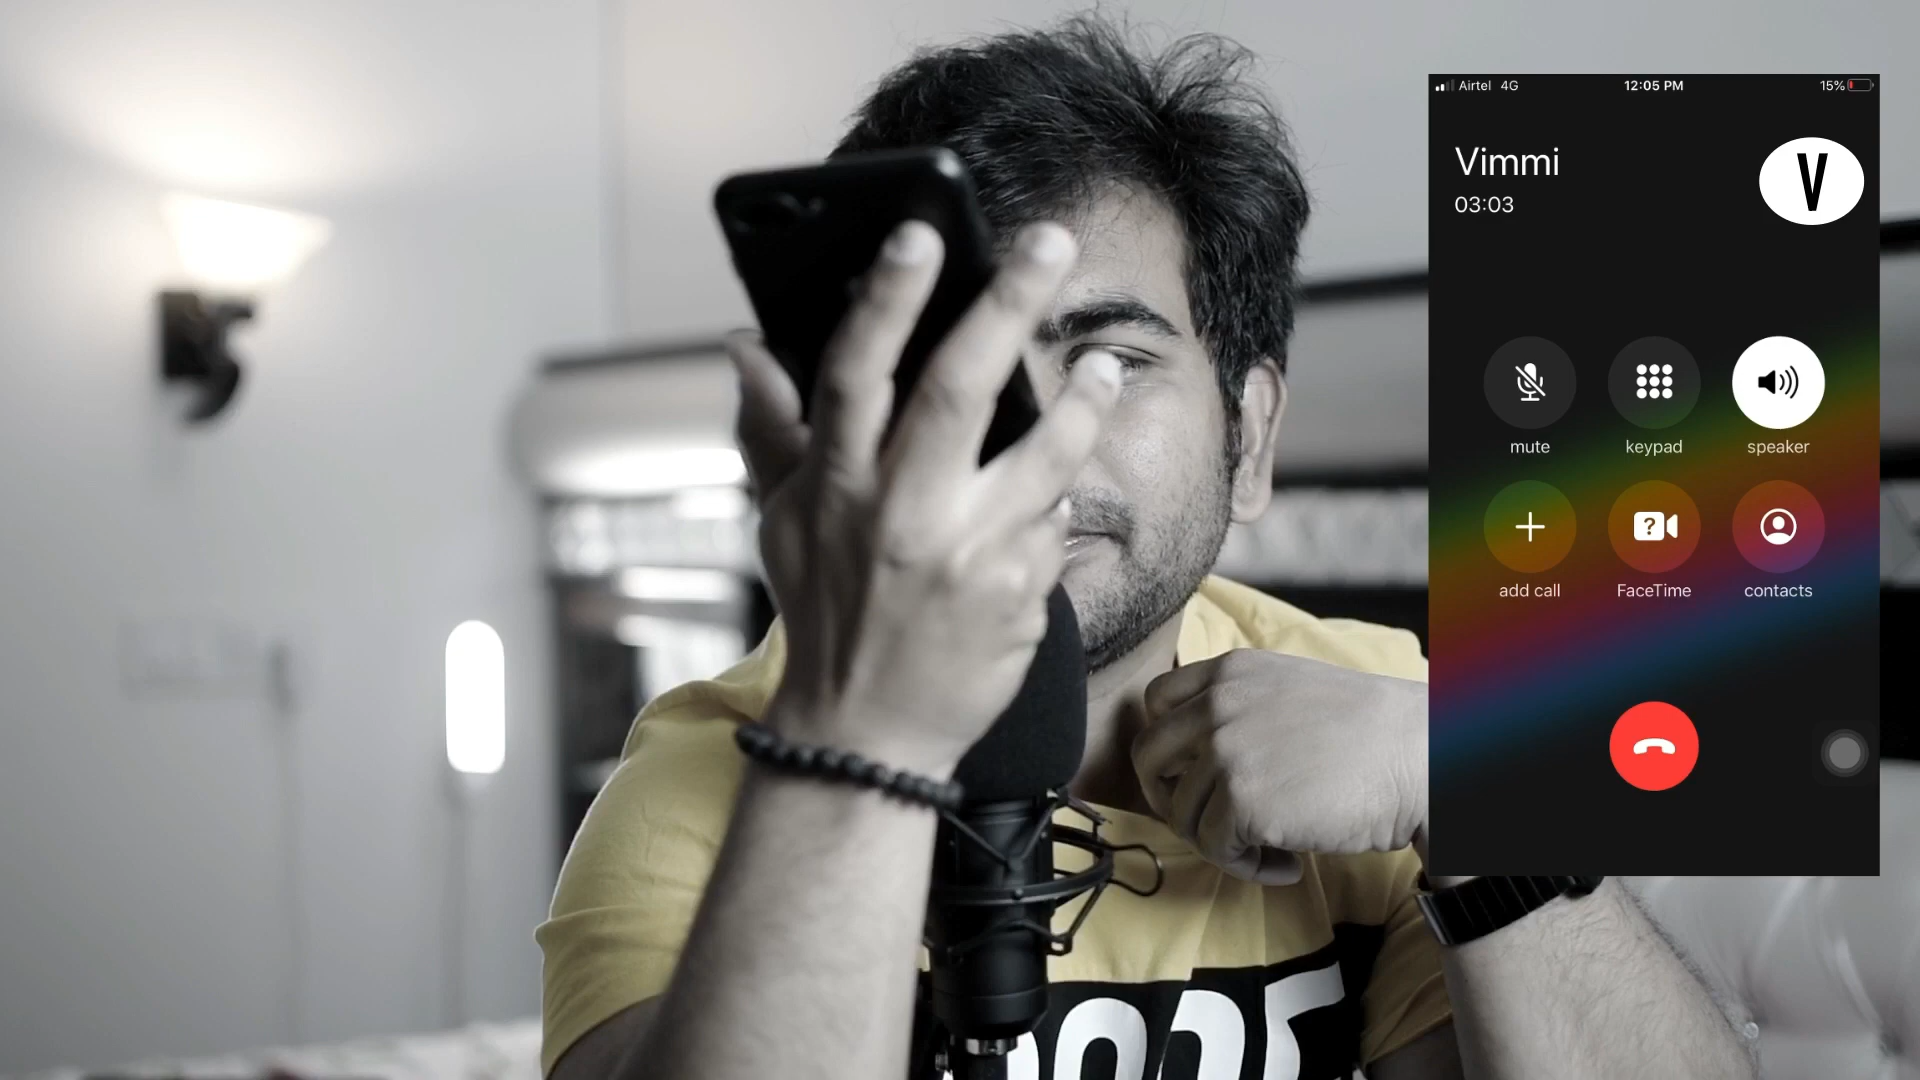 Airtel 4G 12:05 PM 15%
Vimmi
03:03
V
mute keypad speaker
?
add call FaceTime contacts